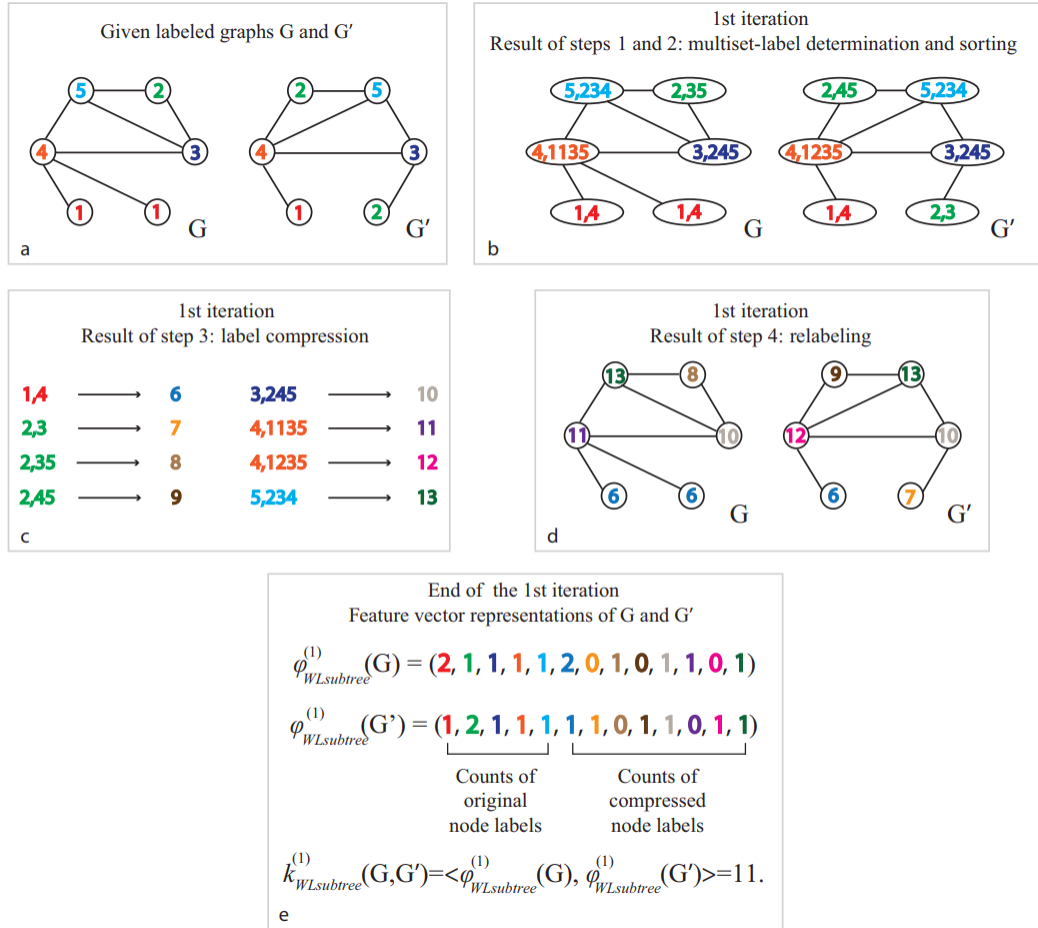 Given labeled graphs G and G′
5 2
4 3
1 1
G
2 5
4 3
1 2
G′
a
1st iteration
Result of steps 1 and 2: multiset-label determination and sorting
5,234 2,35
4,1135 3,245
1,4 1,4
G
2,45 5,234
4,1235 3,245
1,4 2,3
G′
b
1st iteration
Result of step 3: label compression
1,4 → 6 3,245 → 10
2,3 → 7 4,1135 → 11
2,35 → 8 4,1235 → 12
2,45 → 9 5,234 → 13
c
1st iteration
Result of step 4: relabeling
13 8
11 10
6 6
G
9 13
12 10
6 7
G′
d
End of the 1st iteration
Feature vector representations of G and G′
φ^(1)_WLsubtree (G) = (2, 1, 1, 1, 1, 2, 0, 1, 0, 1, 1, 0, 1)
φ^(1)_WLsubtree (G’) = (1, 2, 1, 1, 1, 1, 1, 0, 1, 1, 0, 1, 1)
Counts of original node labels
Counts of compressed node labels
k^(1)_WLsubtree (G,G′)=<φ^(1)_WLsubtree (G), φ^(1)_WLsubtree (G′)>=11.
e